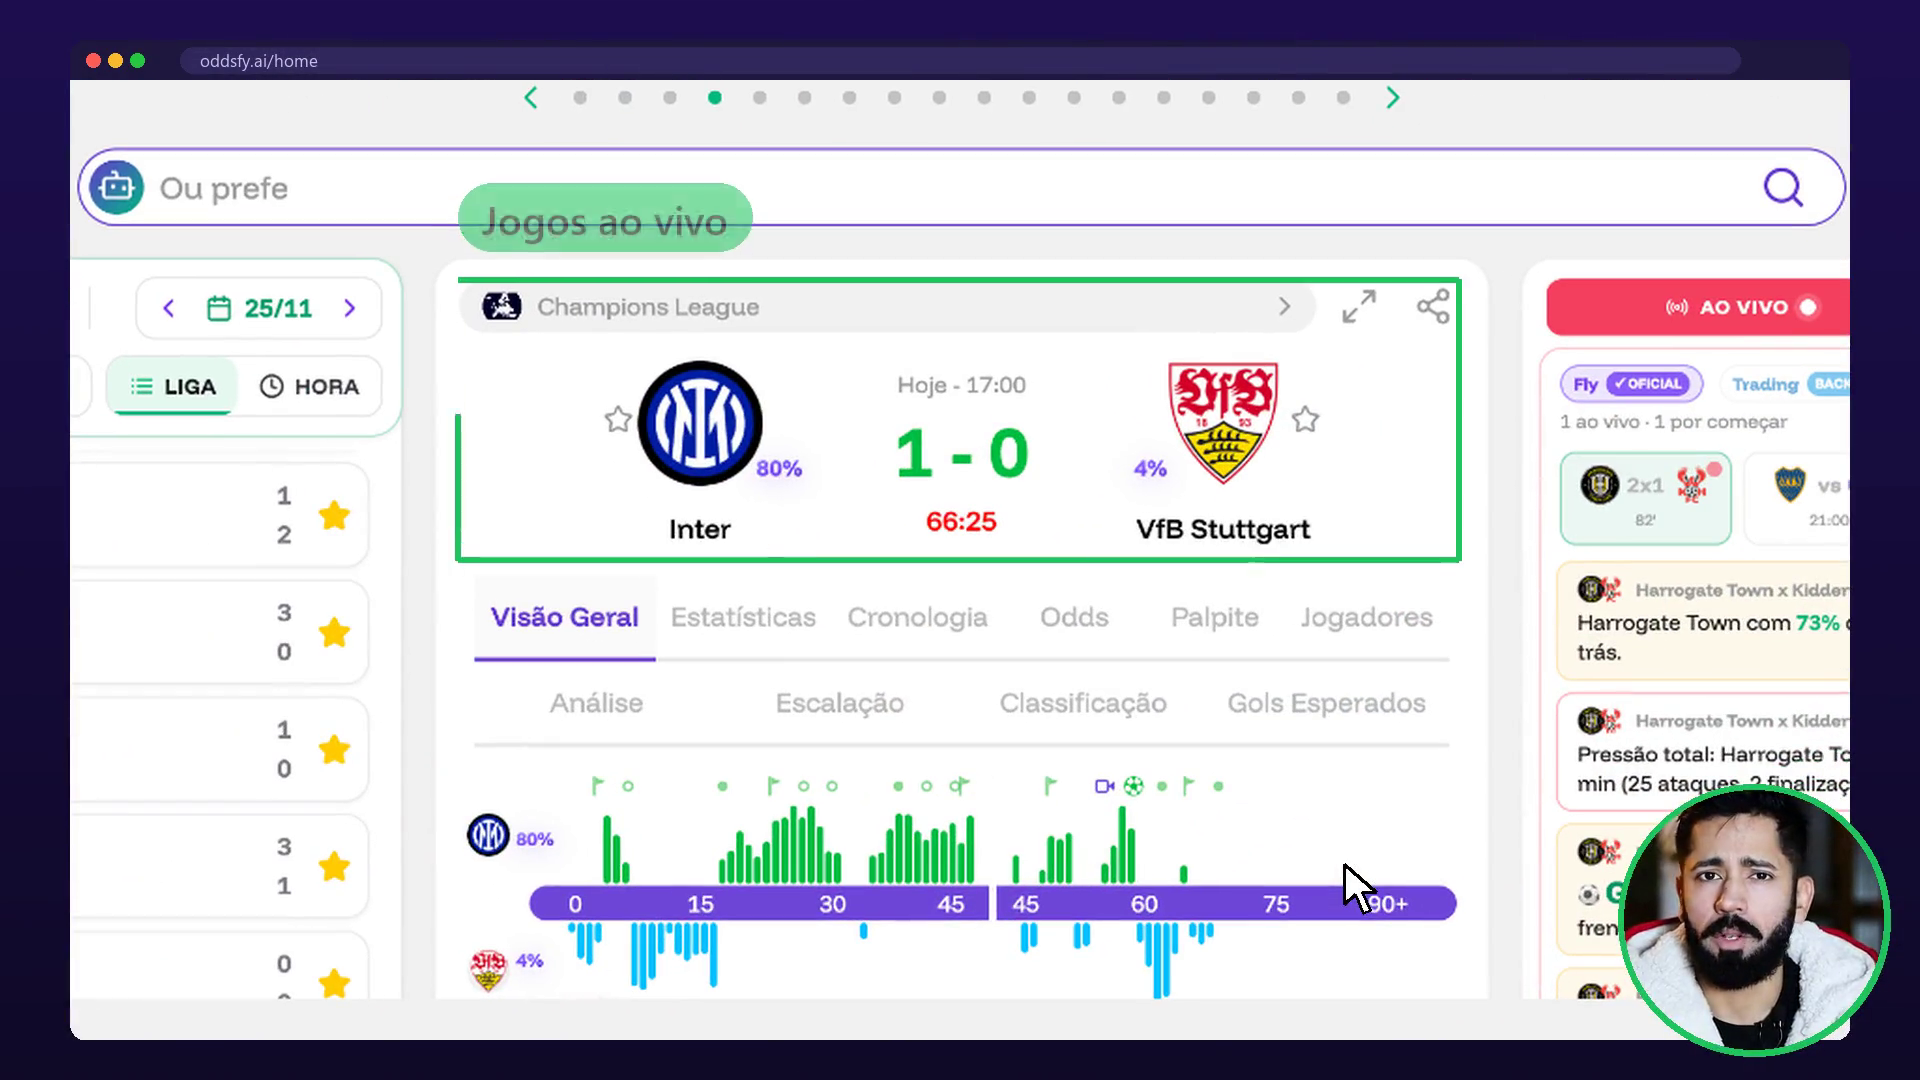 oddsfy.ai/home
Ou prefe
Jogos ao vivo
25/11
LIGA
HORA
1
2
3
0
1
0
3
1
0
Champions League
Hoje - 17:00
1 - 0
66:25
80%
4%
Inter
VfB Stuttgart
Visão Geral
Estatísticas
Cronologia
Odds
Palpite
Jogadores
Análise
Escalação
Classificação
Gols Esperados
80%
0 15 30 45 45 60 75 90+
4%
AO VIVO
Fly ✓OFICIAL
Trading BACK
1 ao vivo · 1 por começar
2x1
82'
vs
21:00
Harrogate Town x Kidder
Harrogate Town com 73%
trás.
Harrogate Town x Kidder
Pressão total: Harrogate To
min (25 ataques, 2 finalizaç
G
fren